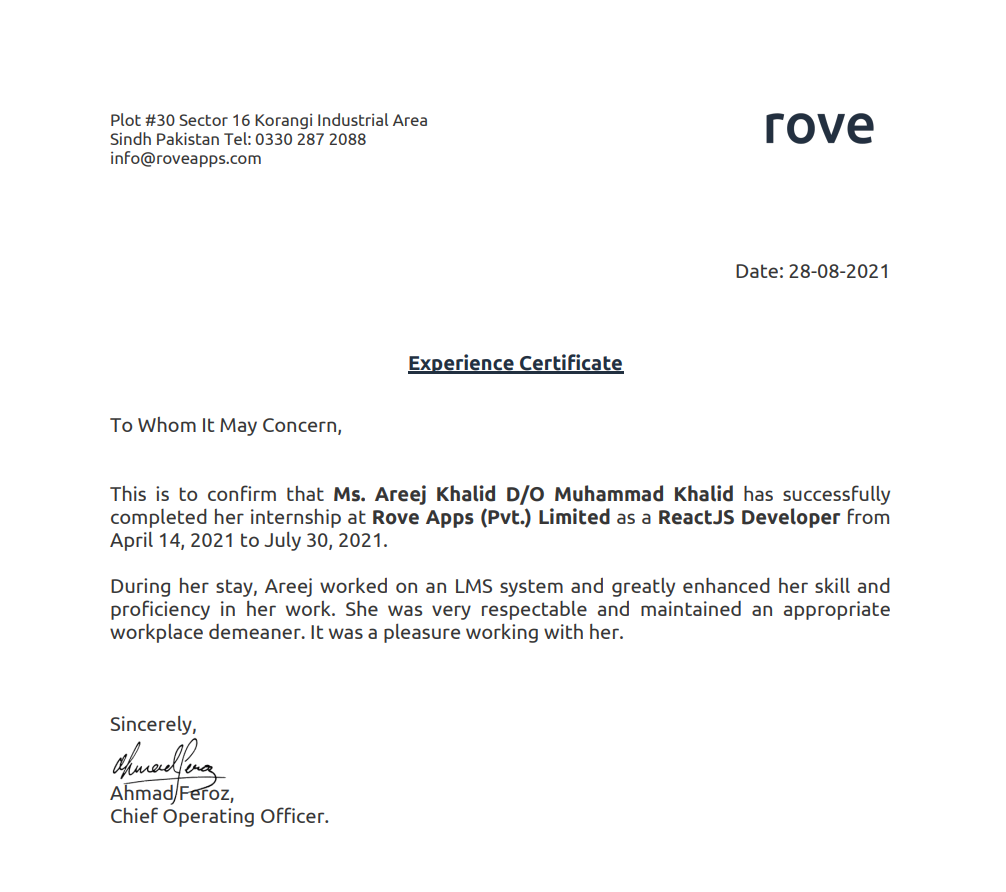 Plot #30 Sector 16 Korangi Industrial Area
Sindh Pakistan Tel: 0330 287 2088
info@roveapps.com
rove
Date: 28-08-2021
Experience Certificate
To Whom It May Concern,
This is to confirm that Ms. Areej Khalid D/O Muhammad Khalid has successfully
completed her internship at Rove Apps (Pvt.) Limited as a ReactJS Developer from
April 14, 2021 to July 30, 2021.
During her stay, Areej worked on an LMS system and greatly enhanced her skill and
proficiency in her work. She was very respectable and maintained an appropriate
workplace demeaner. It was a pleasure working with her.
Sincerely,
Ahmad Feroz
Ahmad Feroz,
Chief Operating Officer.